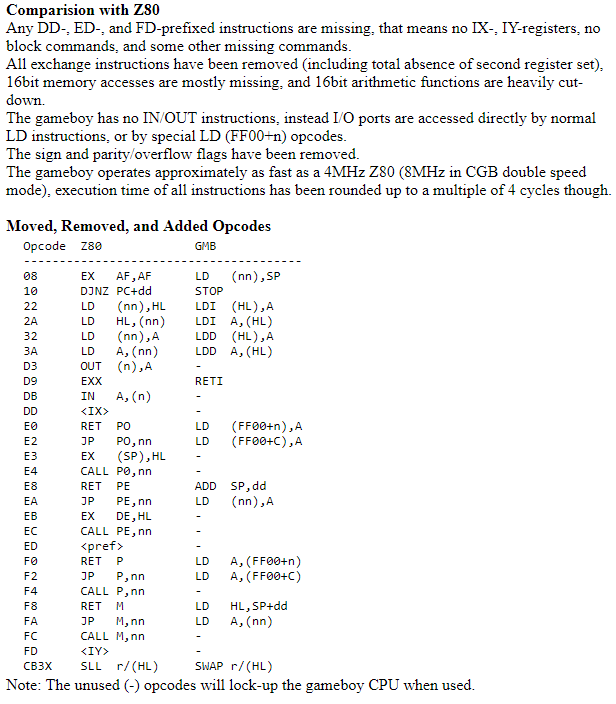 Comparision with Z80
Any DD-, ED-, and FD-prefixed instructions are missing, that means no IX-, IY-registers, no
block commands, and some other missing commands.
All exchange instructions have been removed (including total absence of second register set),
16bit memory accesses are mostly missing, and 16bit arithmetic functions are heavily cut-
down.
The gameboy has no IN/OUT instructions, instead I/O ports are accessed directly by normal
LD instructions, or by special LD (FF00+n) opcodes.
The sign and parity/overflow flags have been removed.
The gameboy operates approximately as fast as a 4MHz Z80 (8MHz in CGB double speed
mode), execution time of all instructions has been rounded up to a multiple of 4 cycles though.
Moved, Removed, and Added Opcodes
Opcode  Z80             GMB
---------------------------------------
08      EX   AF,AF      LD   (nn),SP
10      DJNZ PC+dd      STOP
22      LD   (nn),HL    LDI  (HL),A
2A      LD   HL,(nn)    LDI  A,(HL)
32      LD   (nn),A     LDD  (HL),A
3A      LD   A,(nn)     LDD  A,(HL)
D3      OUT  (n),A      -
D9      EXX             RETI
DB      IN   A,(n)      -
DD      <IX>            -
E0      RET  PO         LD   (FF00+n),A
E2      JP   PO,nn      LD   (FF00+C),A
E3      EX   (SP),HL    -
E4      CALL P0,nn      -
E8      RET  PE         ADD  SP,dd
EA      JP   PE,nn      LD   (nn),A
EB      EX   DE,HL      -
EC      CALL PE,nn      -
ED      <pref>          -
F0      RET  P          LD   A,(FF00+n)
F2      JP   P,nn       LD   A,(FF00+C)
F4      CALL P,nn       -
F8      RET  M          LD   HL,SP+dd
FA      JP   M,nn       LD   A,(nn)
FC      CALL M,nn       -
FD      <IY>            -
CB3X    SLL  r/(HL)     SWAP r/(HL)
Note: The unused (-) opcodes will lock-up the gameboy CPU when used.